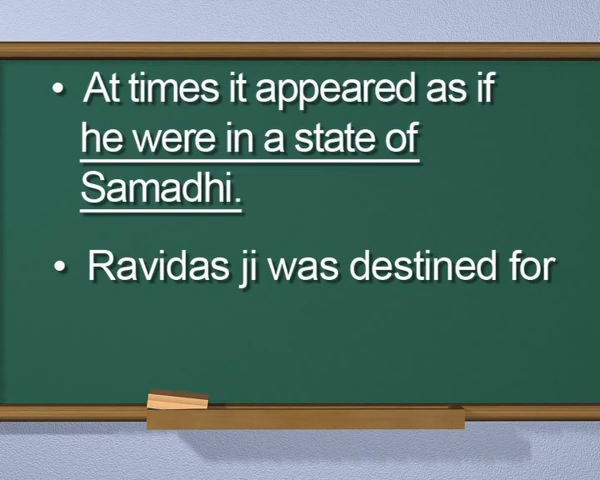 • At times it appeared as if
he were in a state of
Samadhi.
• Ravidas ji was destined for